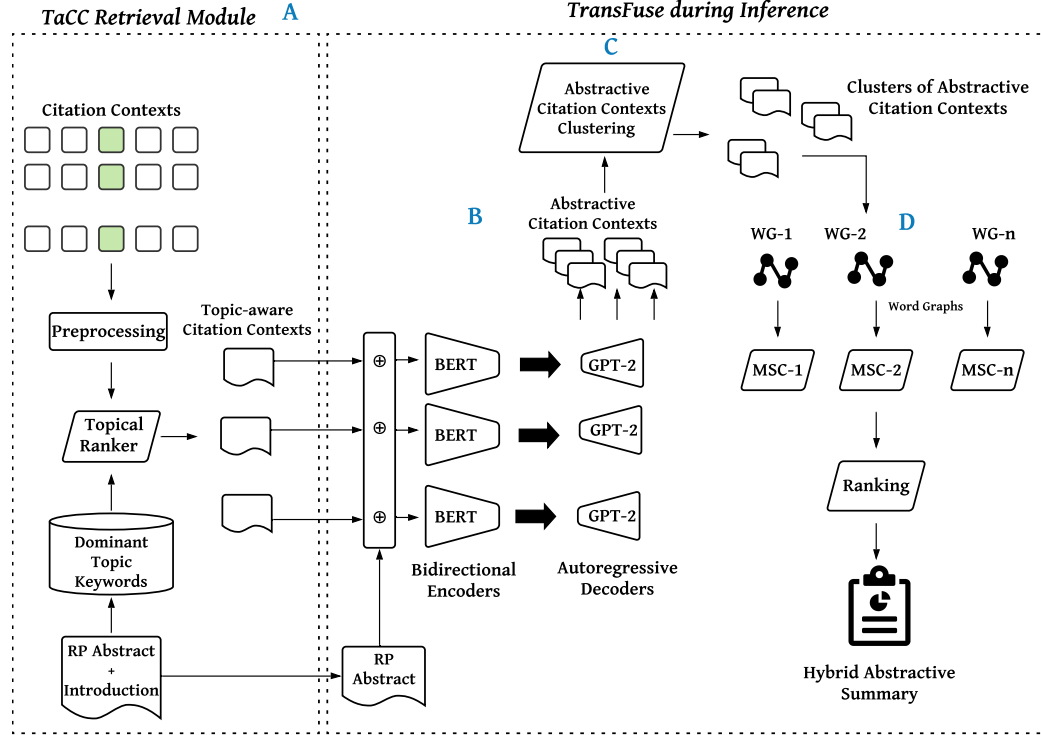 TaCC Retrieval Module
A
TransFuse during Inference
Citation Contexts
Preprocessing
Topical
Ranker
Dominant
Topic
Keywords
RP Abstract
+
Introduction
Topic-aware
Citation Contexts
RP
Abstract
⊕
⊕
⊕
BERT
BERT
BERT
Bidirectional
Encoders
GPT-2
GPT-2
GPT-2
Autoregressive
Decoders
B
Abstractive
Citation Contexts
C
Abstractive
Citation Contexts
Clustering
Clusters of Abstractive
Citation Contexts
D
WG-1
WG-2
WG-n
Word Graphs
MSC-1
MSC-2
MSC-n
Ranking
Hybrid Abstractive
Summary